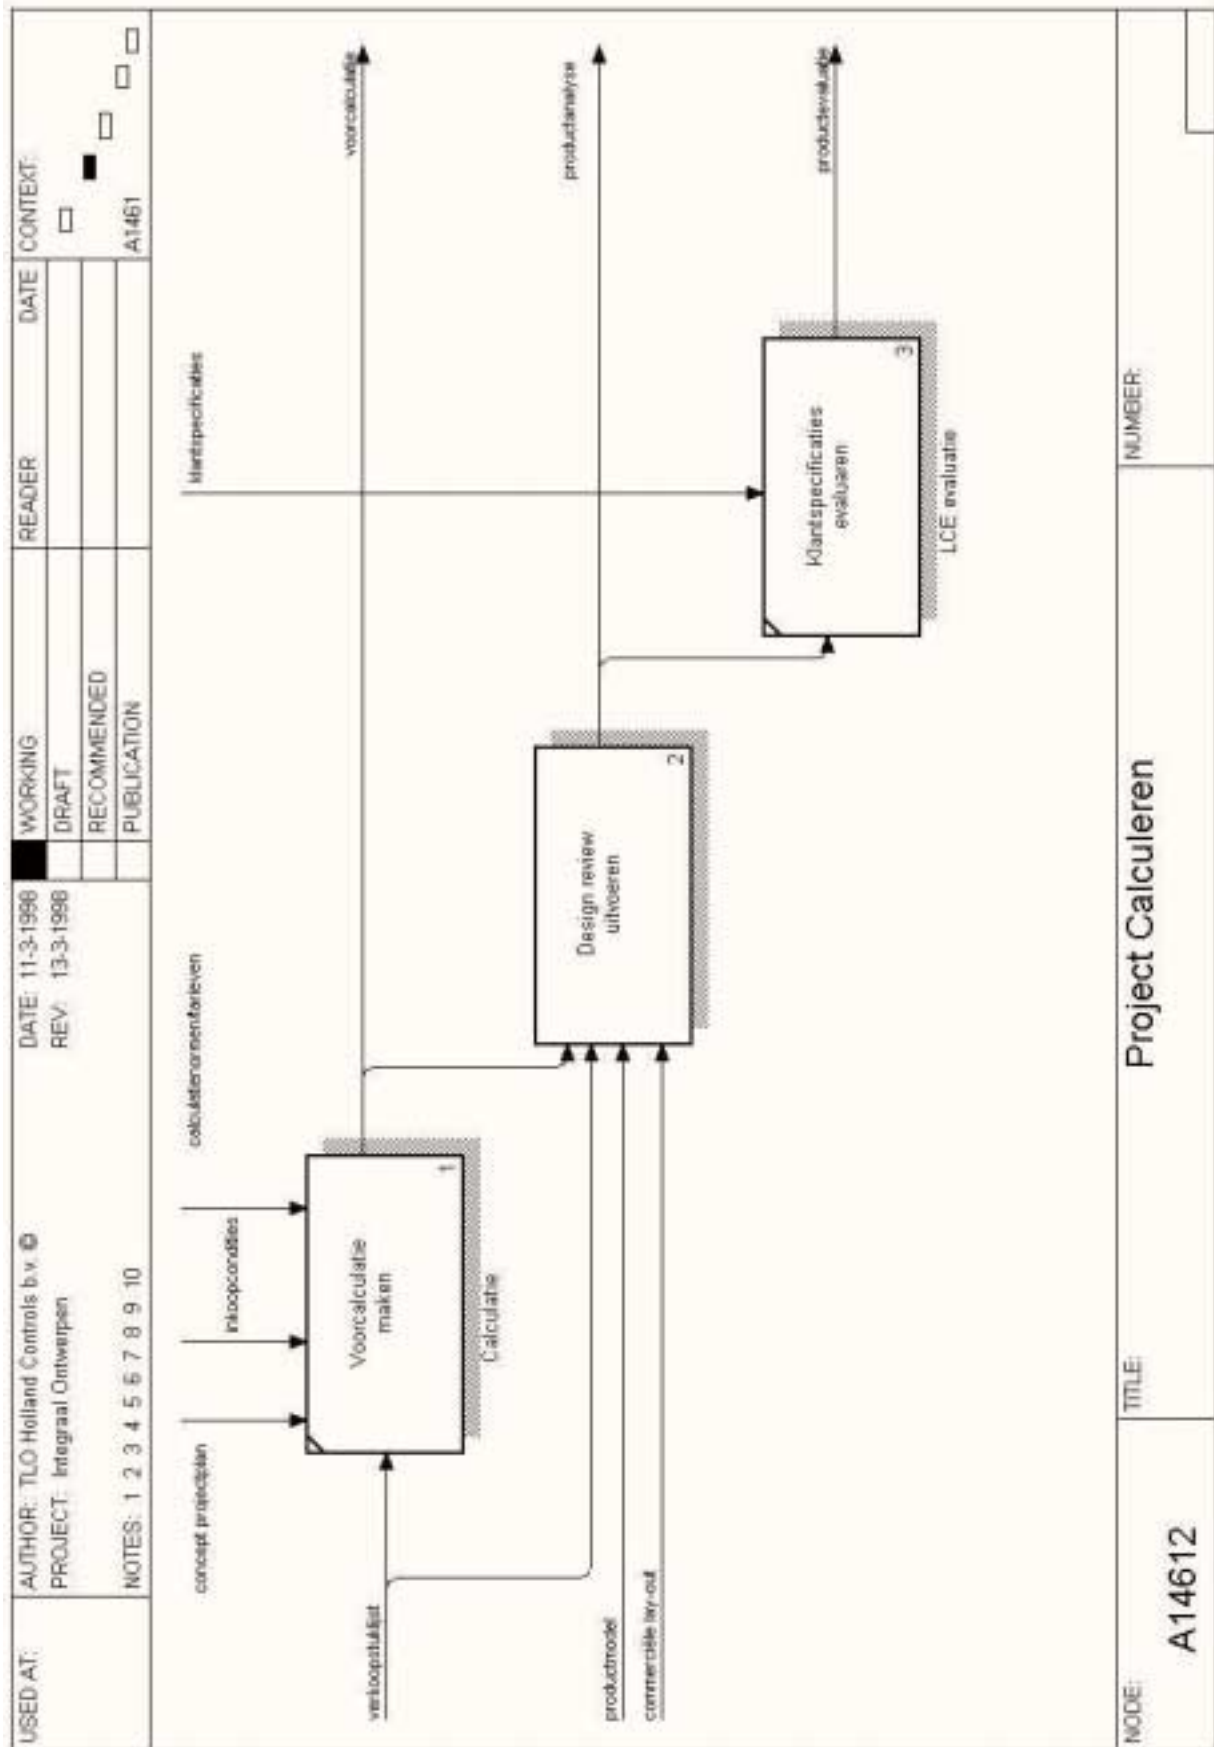 USED AT:
AUTHOR: TLO Holland Controls b.v. ©
PROJECT: Integraal Ontwerpen
NOTES: 1 2 3 4 5 6 7 8 9 10
DATE: 11-3-1998
REV: 13-3-1998
WORKING
DRAFT
RECOMMENDED
PUBLICATION
READER
DATE
CONTEXT:
A1461
concept projectplan
inkoopcondities
calculatienormen/tarieven
klantspecificaties
voorcalculatie
verkoopstuklijst
Voorcalculatie
maken
1
Calculatie
productmodel
commerciële lay-out
Design review
uitvoeren
2
productanalyse
Klantspecificaties
evaluaren
3
LCE evaluatie
productevaluatie
NODE:
A14612
TITLE:
Project Calculeren
NUMBER: